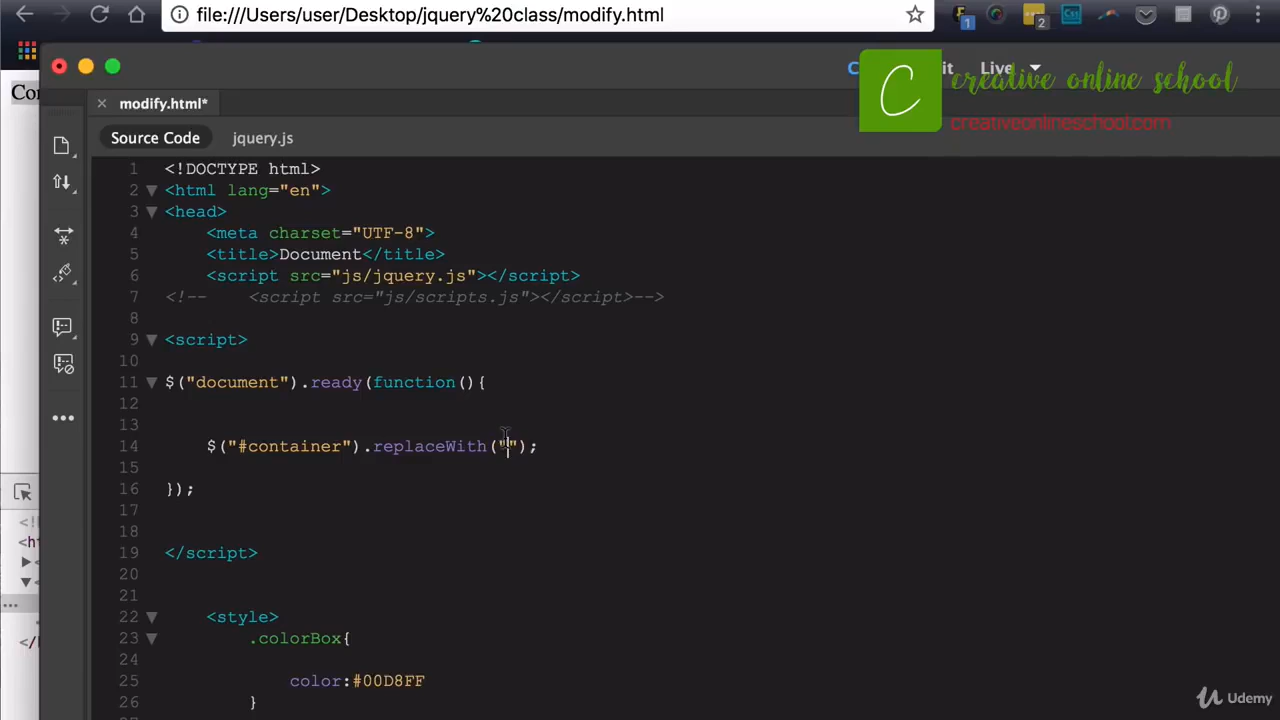 file:///Users/user/Desktop/jquery%20class/modify.html
1
2
Live
creative online school
creativeonlineschool.com
modify.html*
Source Code
jquery.js
1 <!DOCTYPE html>
2 <html lang="en">
3 <head>
4 <meta charset="UTF-8">
5 <title>Document</title>
6 <script src="js/jquery.js"></script>
7 <!-- <script src="js/scripts.js"></script>-->
8
9 <script>
10
11 $("document").ready(function(){
12
13
14 $("#container").replaceWith("");
15
16 });
17
18
19 </script>
20
21
22 <style>
23 .colorBox{
24
25 color:#00D8FF
26 }
Udemy